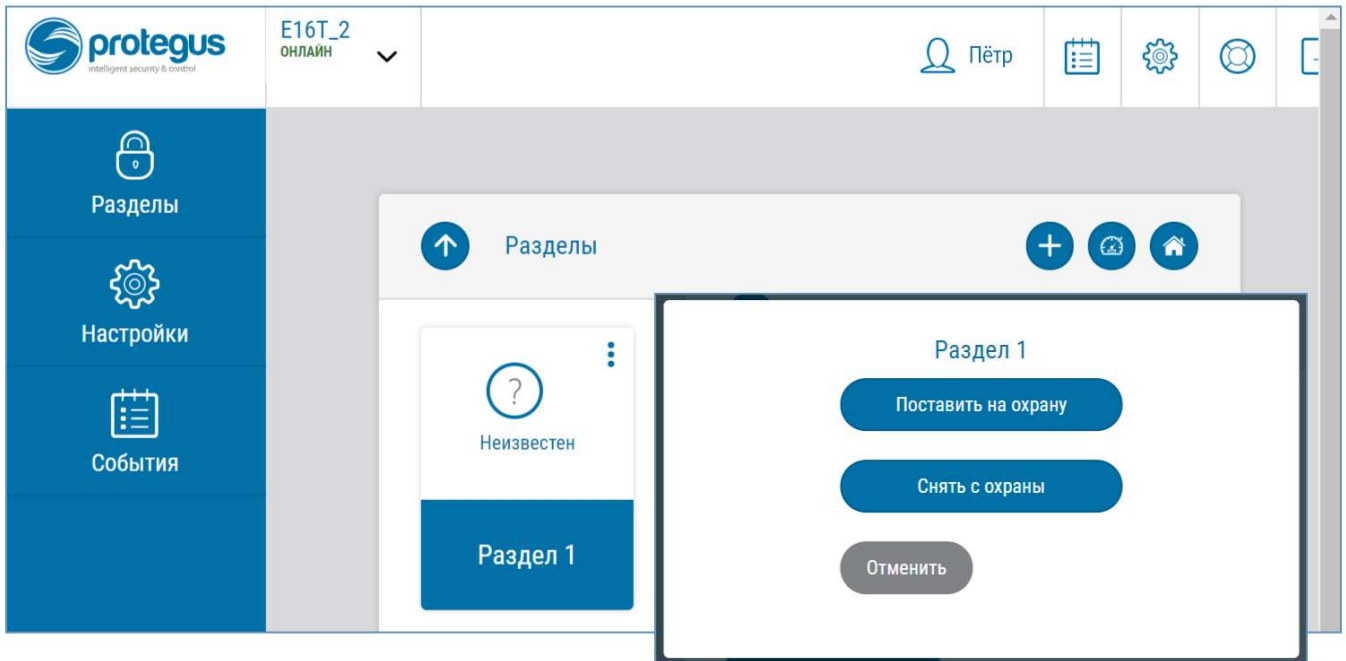 protegus
intelligent security & control
E16T_2
ОНЛАЙН
Пётр
Разделы
Настройки
События
Разделы
?
Неизвестен
Раздел 1
Раздел 1
Поставить на охрану
Снять с охраны
Отменить